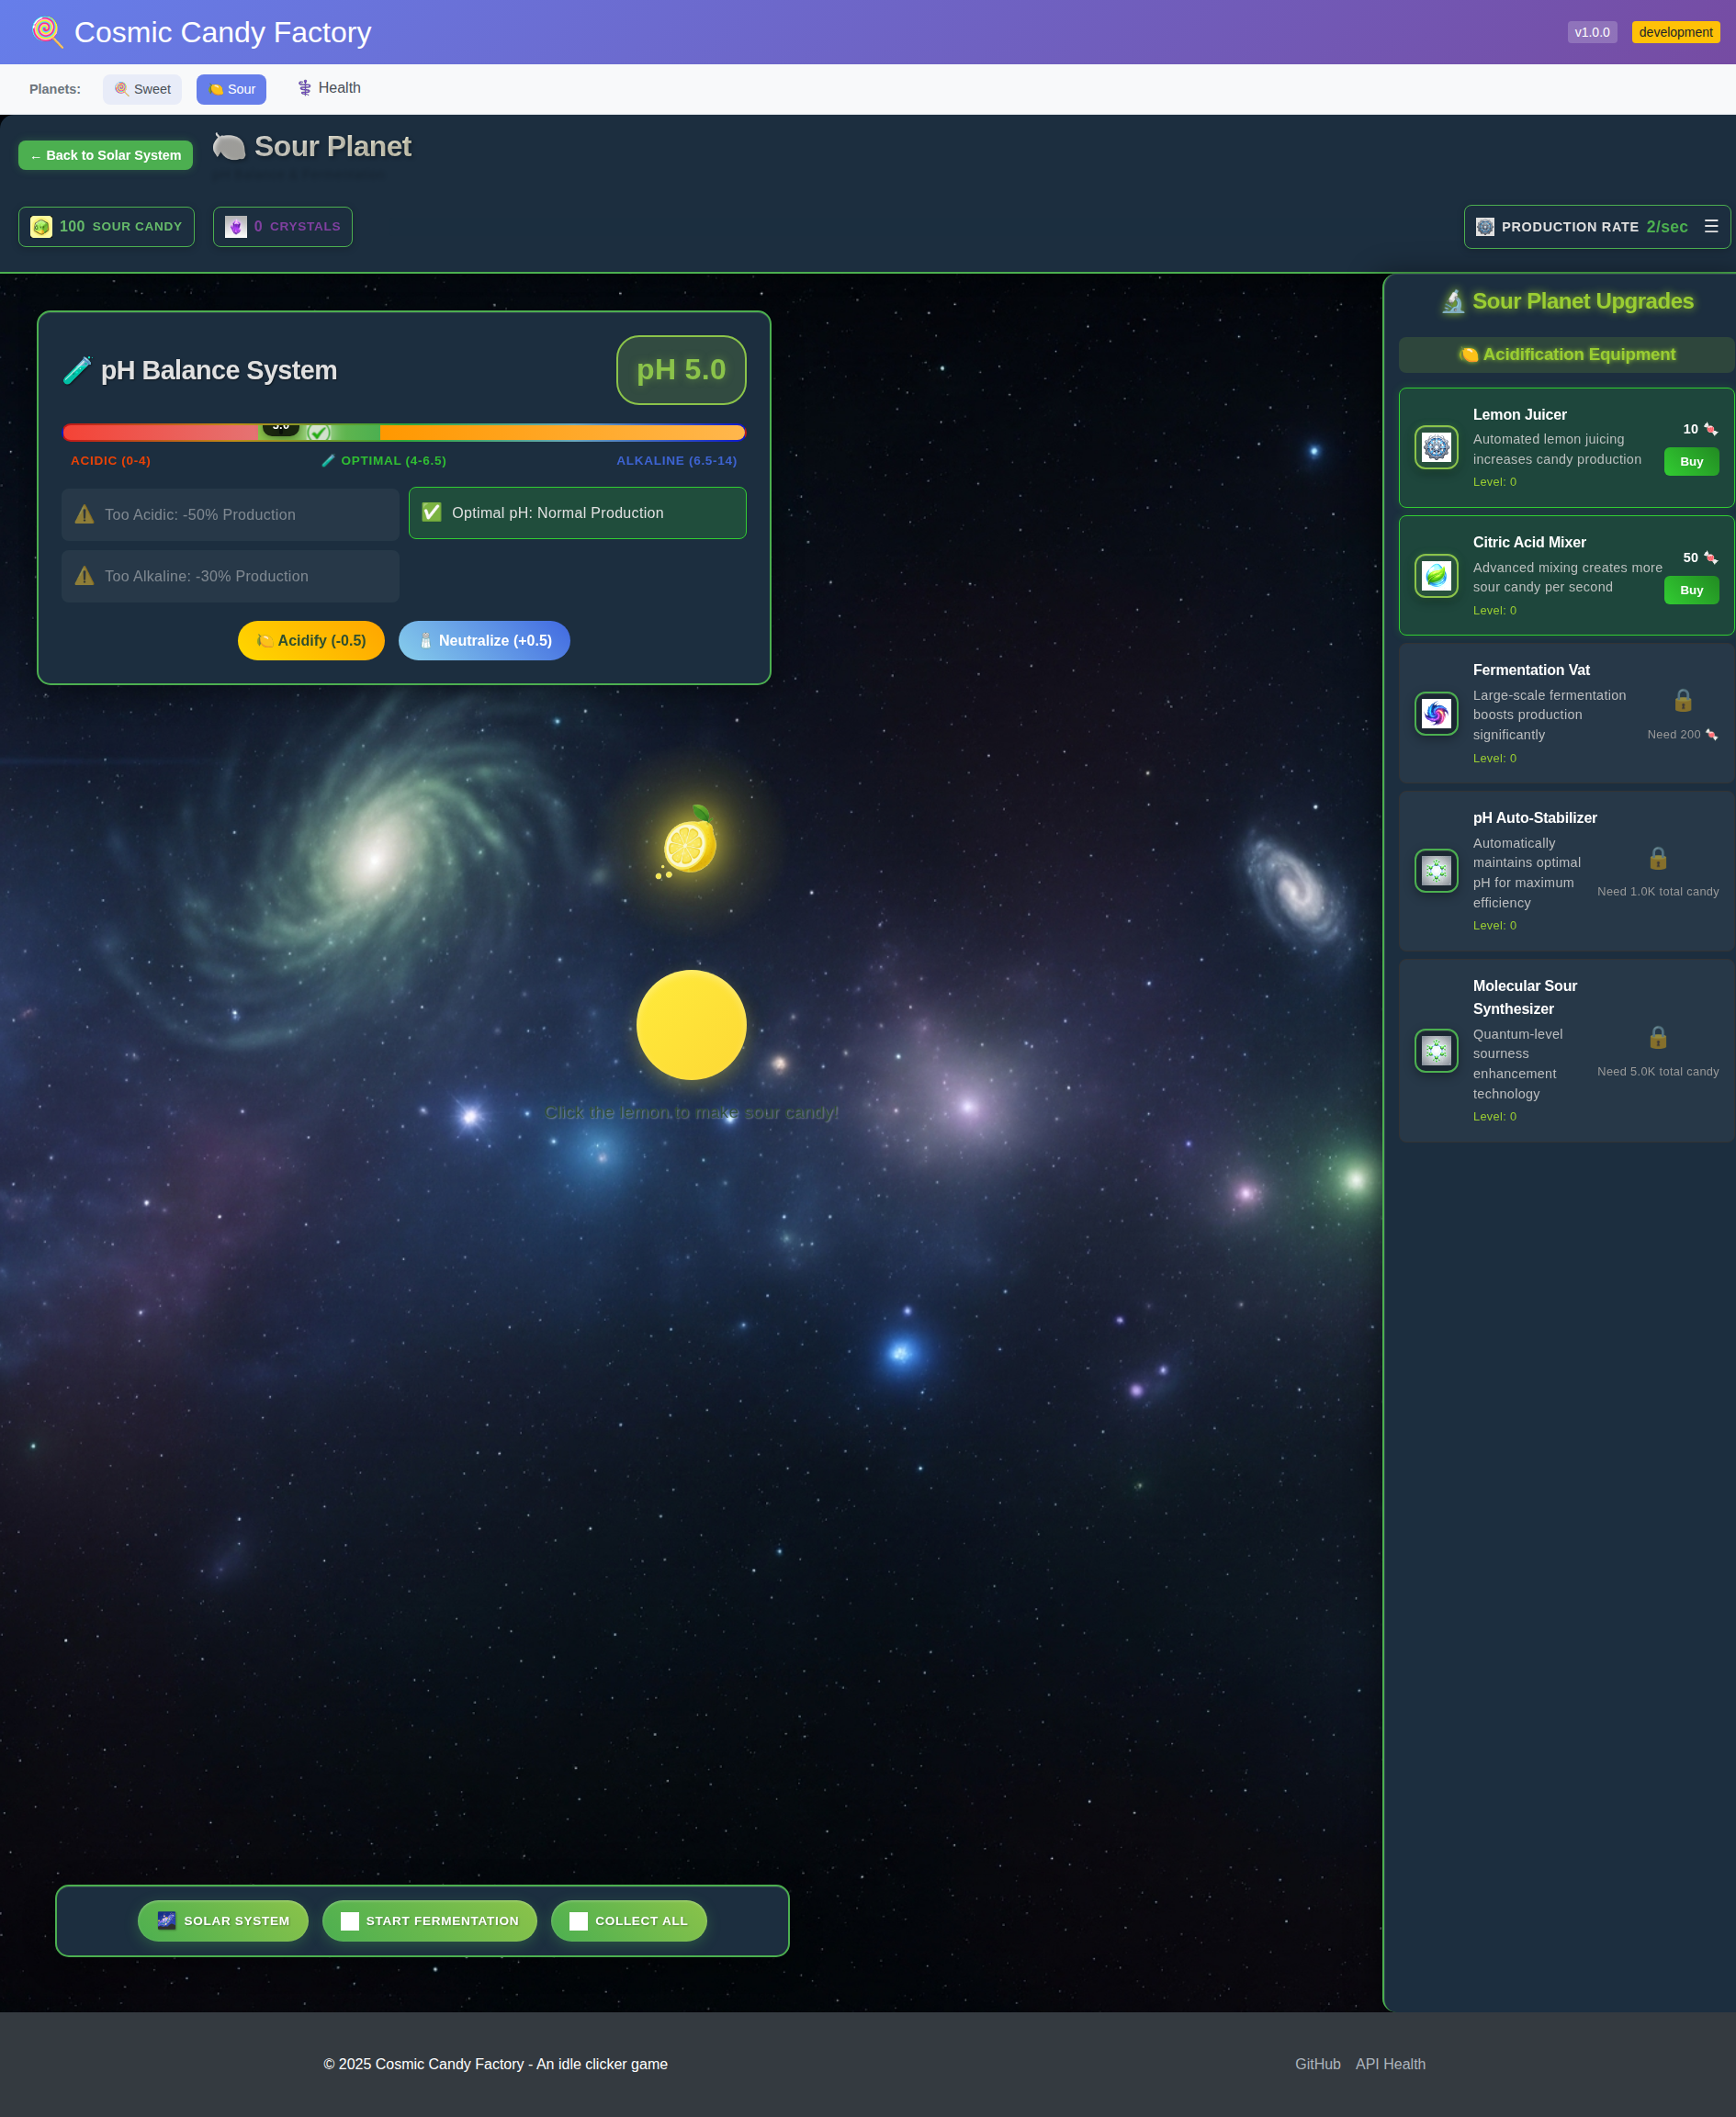 Cosmic Candy Factory
v1.0.0
development
Planets:
Sweet
Sour
Health
← Back to Solar System
Sour Planet
100 SOUR CANDY
0 CRYSTALS
PRODUCTION RATE 2/sec
pH Balance System
pH 5.0
ACIDIC (0-4)
OPTIMAL (4-6.5)
ALKALINE (6.5-14)
Too Acidic: -50% Production
Optimal pH: Normal Production
Too Alkaline: -30% Production
Acidify (-0.5)
Neutralize (+0.5)
Click the lemon to make sour candy!
SOLAR SYSTEM
START FERMENTATION
COLLECT ALL
Sour Planet Upgrades
Acidification Equipment
Lemon Juicer
Automated lemon juicing
increases candy production
Level: 0
10
Buy
Citric Acid Mixer
Advanced mixing creates more
sour candy per second
Level: 0
50
Buy
Fermentation Vat
Large-scale fermentation
boosts production
significantly
Level: 0
Need 200
pH Auto-Stabilizer
Automatically
maintains optimal
pH for maximum
efficiency
Level: 0
Need 1.0K total candy
Molecular Sour
Synthesizer
Quantum-level
sourness
enhancement
technology
Level: 0
Need 5.0K total candy
© 2025 Cosmic Candy Factory - An idle clicker game
GitHub
API Health